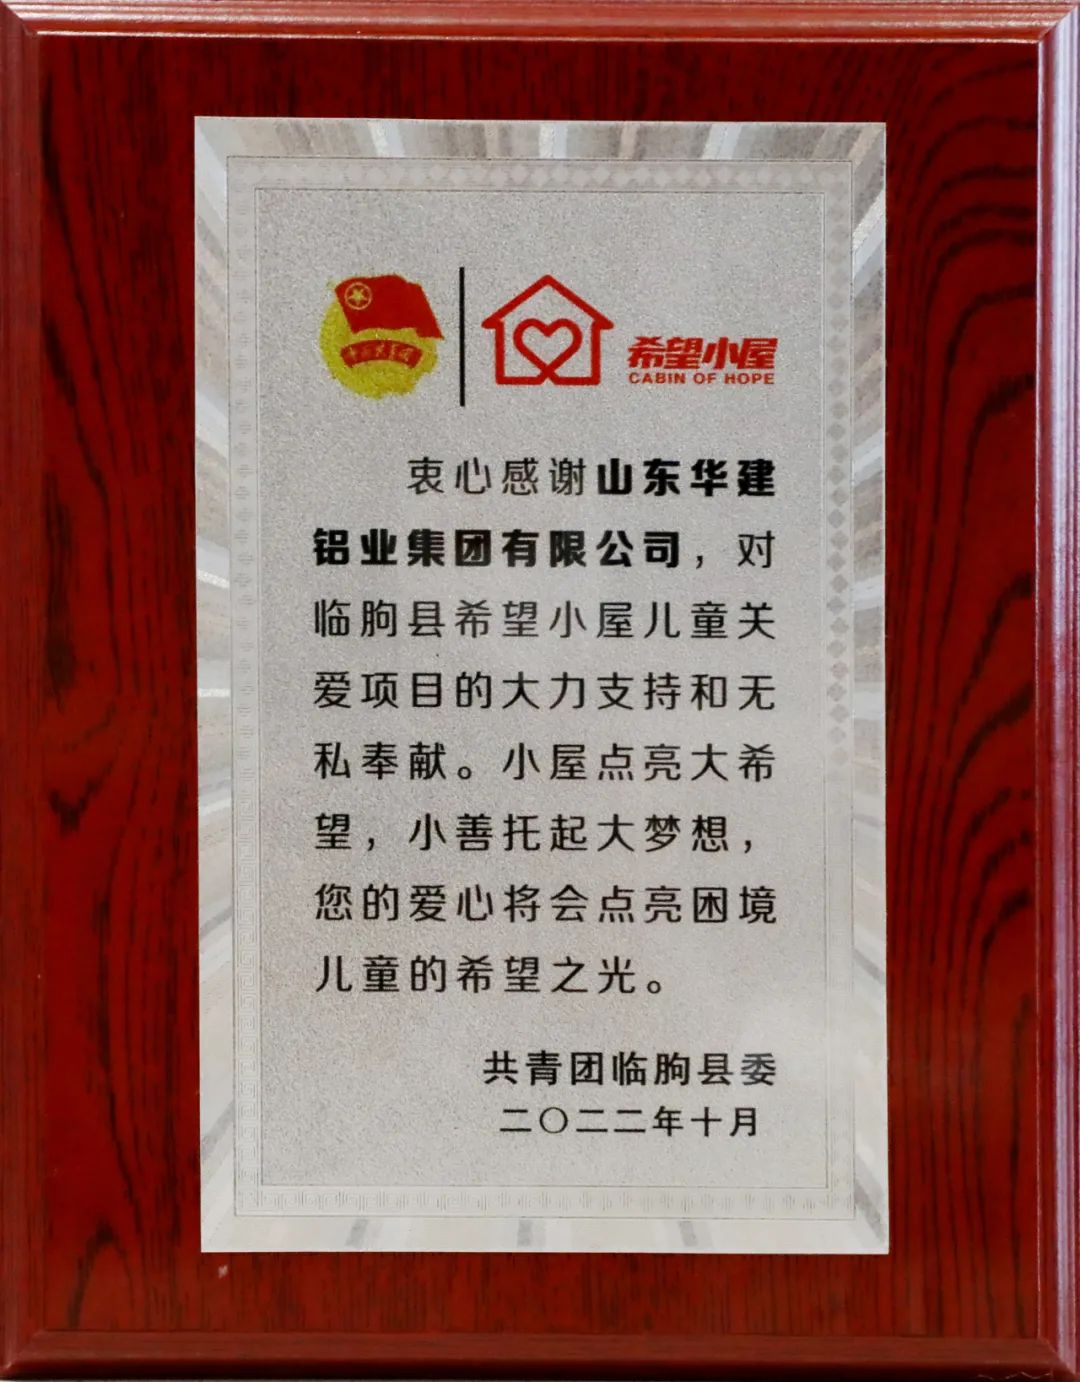 希望小屋
CABIN OF HOPE
衷心感谢山东华建
铝业集团有限公司，对
临朐县希望小屋儿童关
爱项目的大力支持和无
私奉献。小屋点亮大希
望，小善托起大梦想，
您的爱心将会点亮困境
儿童的希望之光。
共青团临朐县委
二〇二二年十月